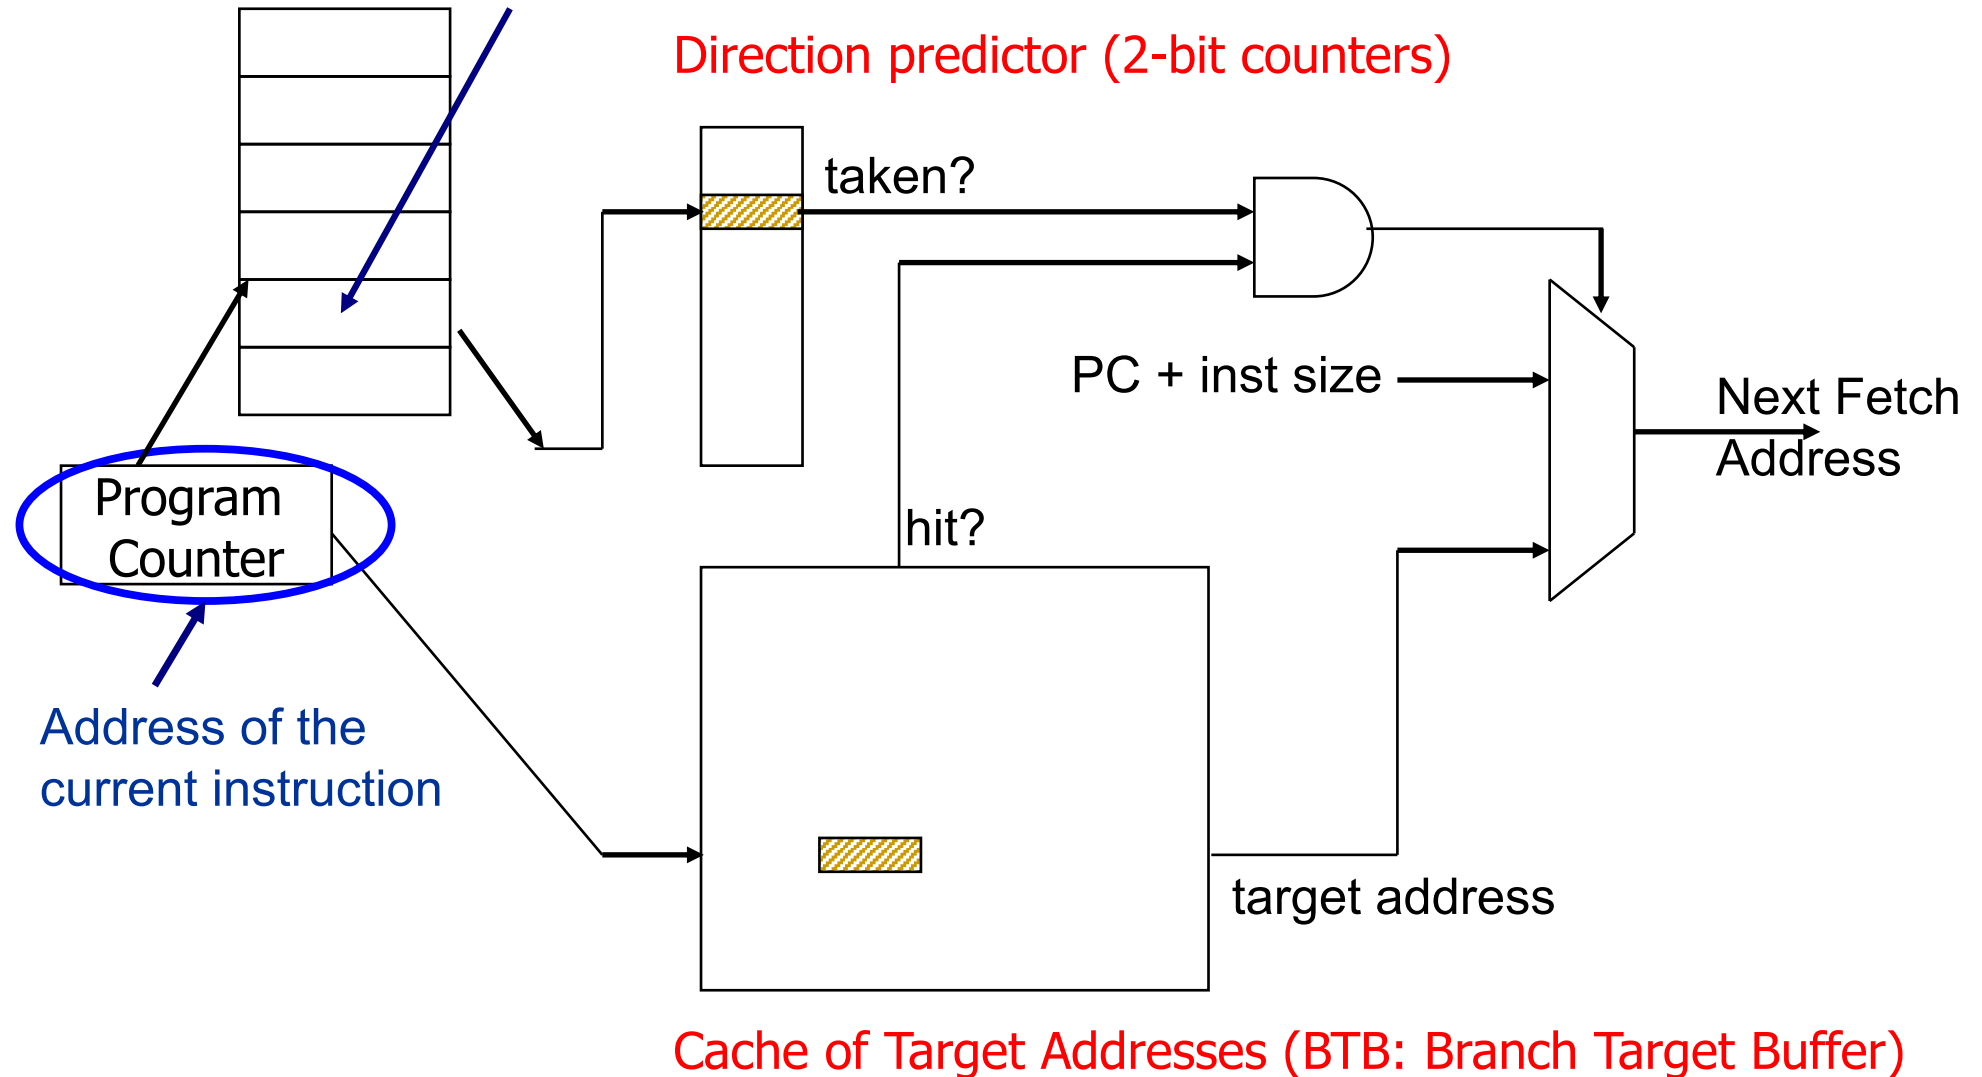 Direction predictor (2-bit counters)
taken?
PC + inst size
Next Fetch
Address
Program
Counter
hit?
Address of the
current instruction
target address
Cache of Target Addresses (BTB: Branch Target Buffer)